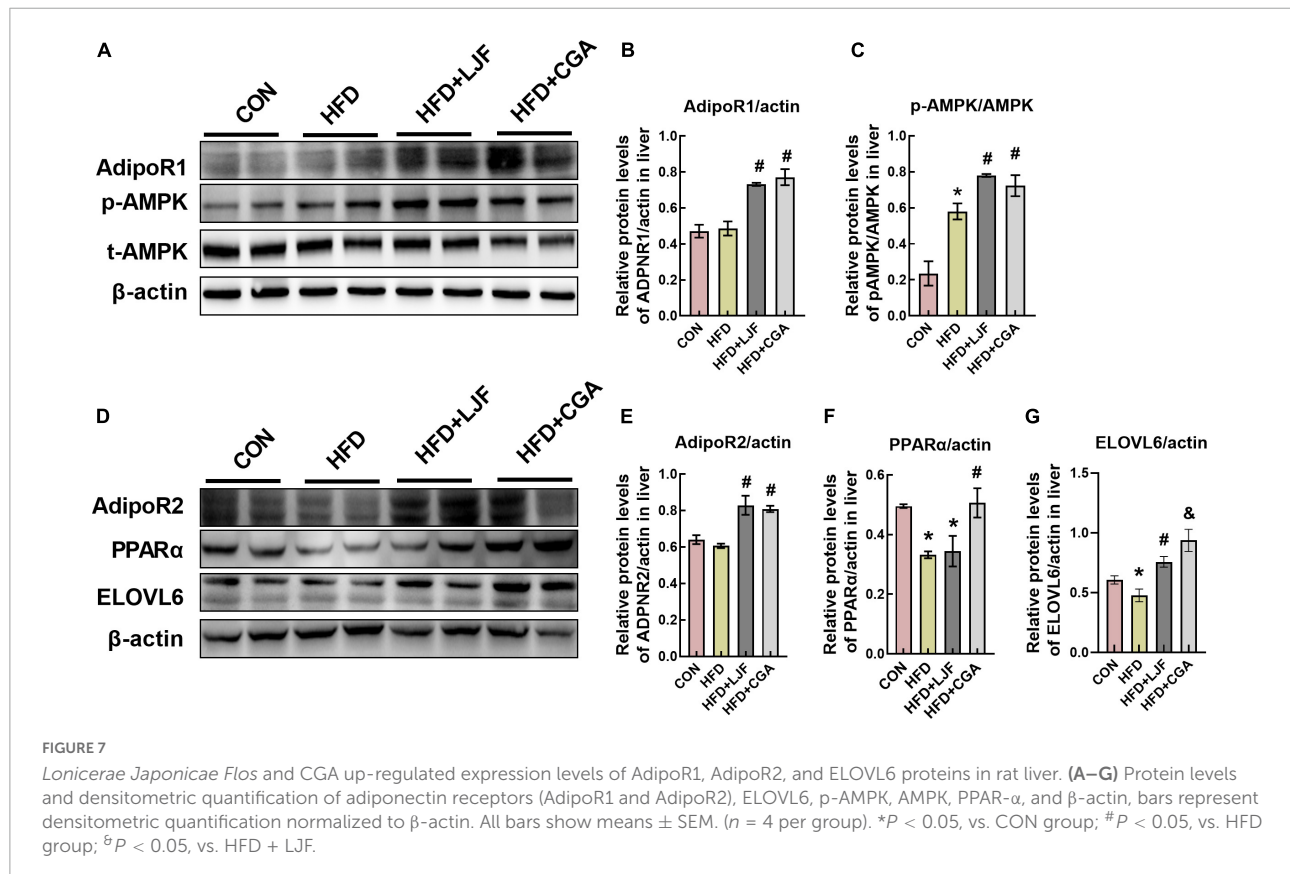 A
CON
HFD
HFD+LJF
HFD+CGA
AdipoR1
p-AMPK
t-AMPK
β-actin
B
AdipoR1/actin
Relative protein levels
of ADPNR1/actin in liver
1.0
0.8
0.6
0.4
0.2
0.0
# #
CON
HFD
HFD+LJF
HFD+CGA
C
p-AMPK/AMPK
Relative protein levels
of pAMPK/AMPK in liver
1.0
0.8
0.6
0.4
0.2
0.0
* # #
CON
HFD
HFD+LJF
HFD+CGA
D
CON
HFD
HFD+LJF
HFD+CGA
AdipoR2
PPARα
ELOVL6
β-actin
E
AdipoR2/actin
Relative protein levels
of ADPNR2/actin in liver
1.0
0.8
0.6
0.4
0.2
0.0
# #
CON
HFD
HFD+LJF
HFD+CGA
F
PPARα/actin
Relative protein levels
of PPARα/actin in liver
0.6
0.4
0.2
0.0
* * #
CON
HFD
HFD+LJF
HFD+CGA
G
ELOVL6/actin
Relative protein levels
of ELOVL6/actin in liver
1.5
1.0
0.5
0.0
* # &
CON
HFD
HFD+LJF
HFD+CGA
FIGURE 7
Lonicerae Japonicae Flos and CGA up-regulated expression levels of AdipoR1, AdipoR2, and ELOVL6 proteins in rat liver. (A–G) Protein levels
and densitometric quantification of adiponectin receptors (AdipoR1 and AdipoR2), ELOVL6, p-AMPK, AMPK, PPAR-α, and β-actin, bars represent
densitometric quantification normalized to β-actin. All bars show means ± SEM. (n = 4 per group). *P < 0.05, vs. CON group; #P < 0.05, vs. HFD
group; &P < 0.05, vs. HFD + LJF.